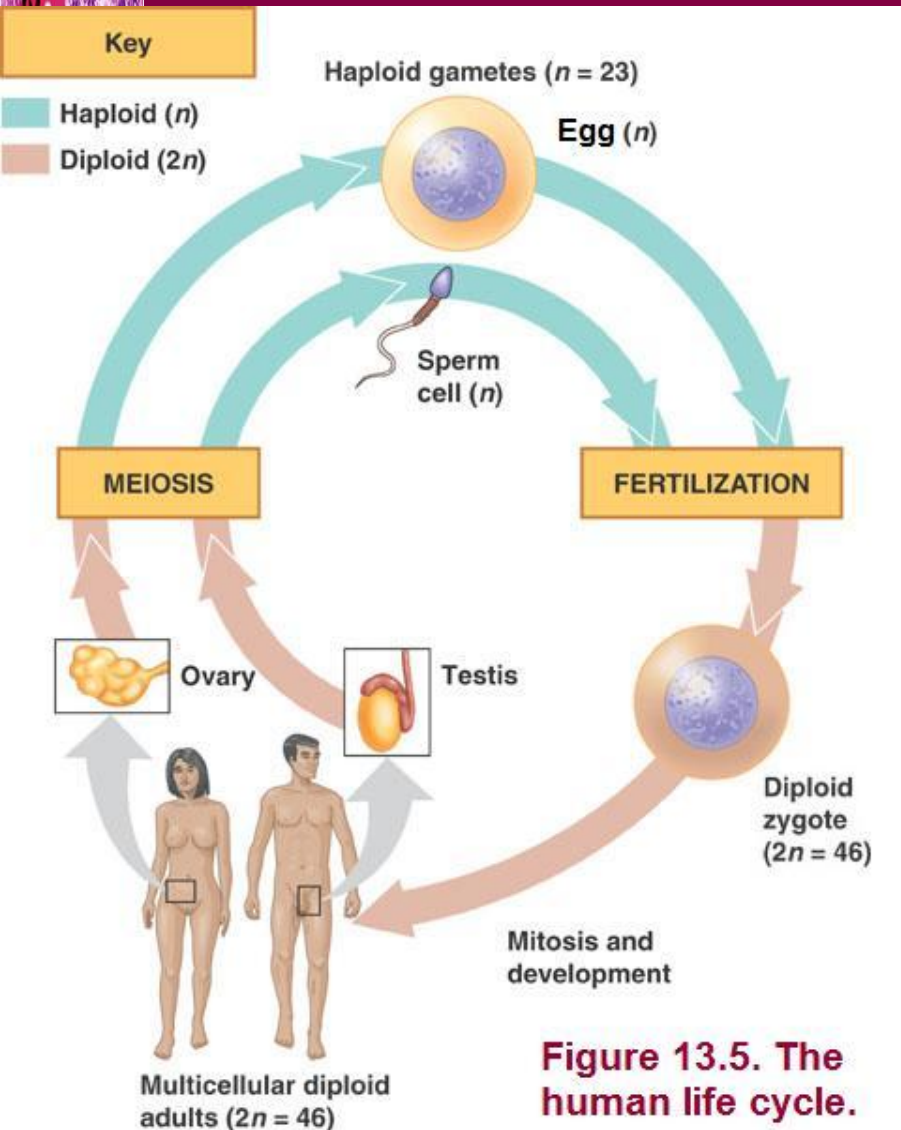 Key
Haploid (n)
Diploid (2n)
Haploid gametes (n = 23)
Egg (n)
Sperm
cell (n)
MEIOSIS
FERTILIZATION
Ovary
Testis
Diploid
zygote
(2n = 46)
Mitosis and
development
Multicellular diploid
adults (2n = 46)
Figure 13.5. The
human life cycle.